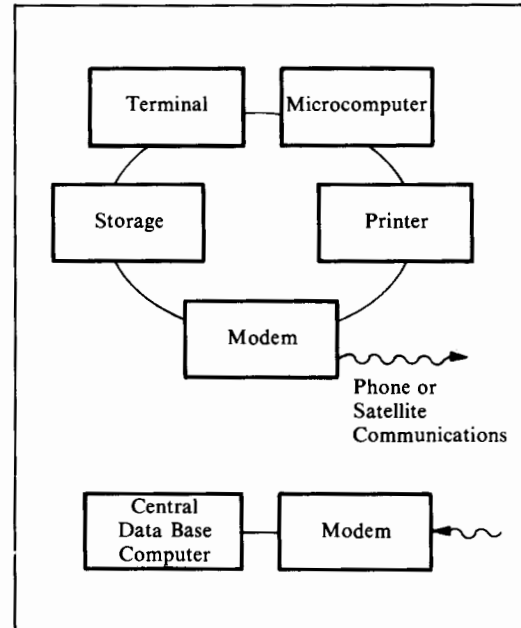 Terminal
Microcomputer
Storage
Printer
Modem
Phone or
Satellite
Communications
Central
Data Base
Computer
Modem